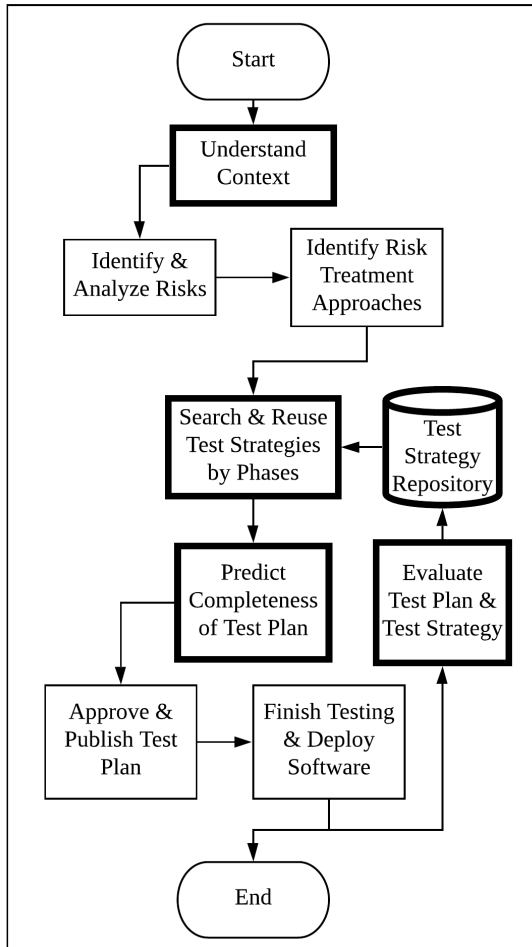 Start
Understand
Context
Identify &
Analyze Risks
Identify Risk
Treatment
Approaches
Search & Reuse
Test Strategies
by Phases
Test
Strategy
Repository
Predict
Completeness
of Test Plan
Evaluate
Test Plan &
Test Strategy
Approve &
Publish Test
Plan
Finish Testing
& Deploy
Software
End